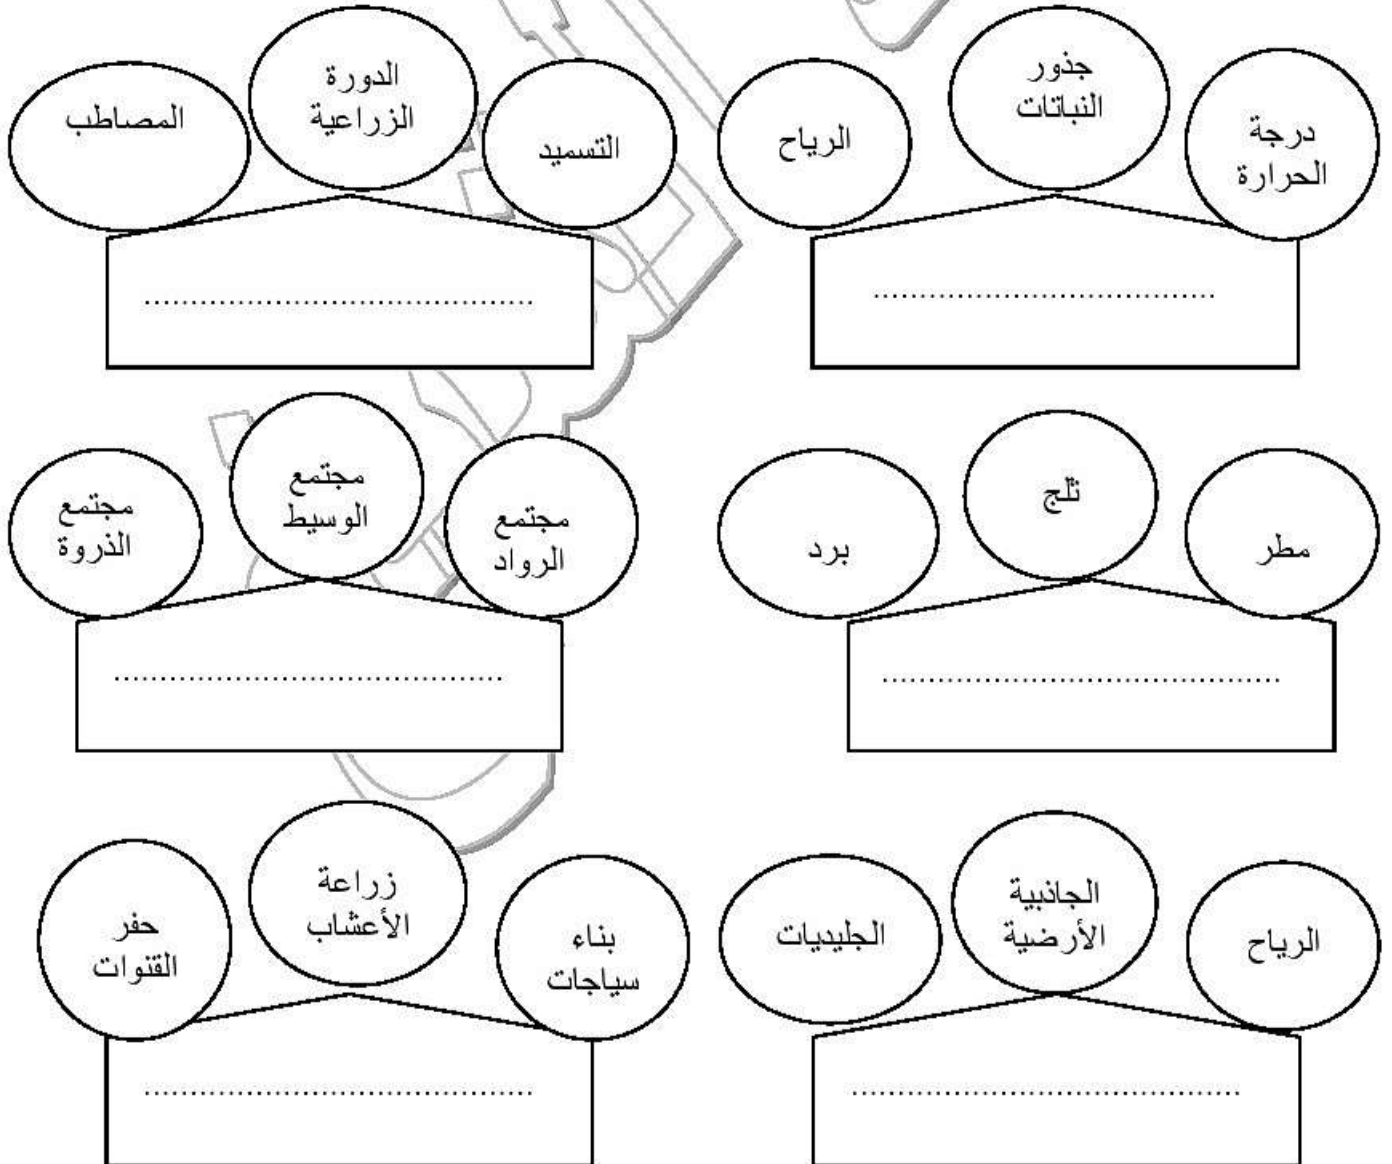 جذور
النباتات
درجة
الحرارة
الرياح
........................................
الدورة
الزراعية
التسميد
المصاطب
........................................
ثلج
مطر
برد
........................................
مجتمع
الوسيط
مجتمع
الرواد
مجتمع
الذروة
........................................
الجاذبية
الأرضية
الرياح
الجليديات
........................................
زراعة
الأعشاب
بناء
سياجات
حفر
القنوات
........................................